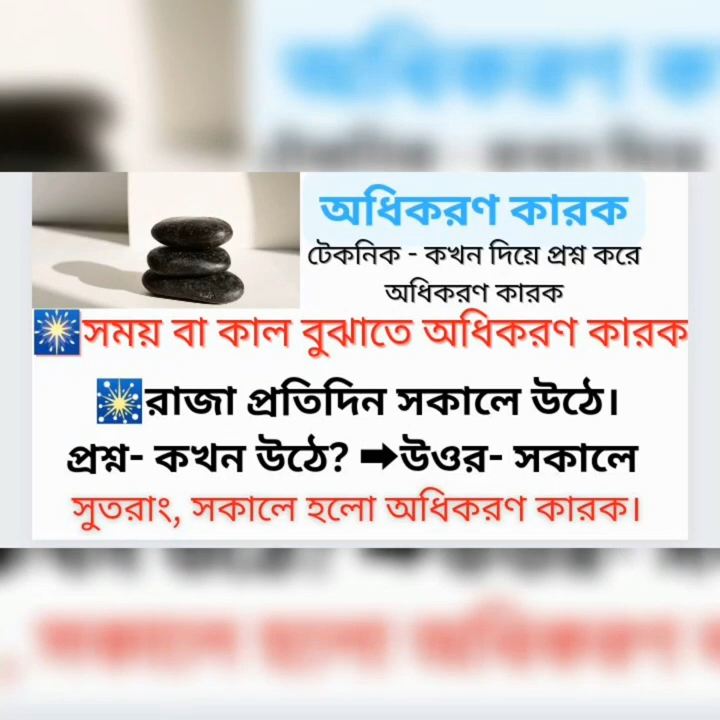 অধিকরণ কারক
টেকনিক - কখন দিয়ে প্রশ্ন করে
অধিকরণ কারক
সময় বা কাল বুঝাতে অধিকরণ কারক
রাজা প্রতিদিন সকালে উঠে।
প্রশ্ন- কখন উঠে? ➡উওর- সকালে
সুতরাং, সকালে হলো অধিকরণ কারক।